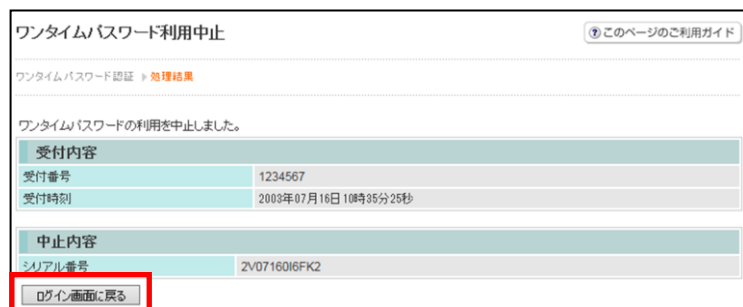 ワンタイムパスワード利用中止
?このページのご利用ガイド
ワンタイムパスワード認証 ▶処理結果
ワンタイムパスワードの利用を中止しました。
受付内容
受付番号 1234567
受付時刻 2003年07月16日 10時35分25秒
中止内容
シリアル番号 2V07160I6FK2
ログイン画面に戻る